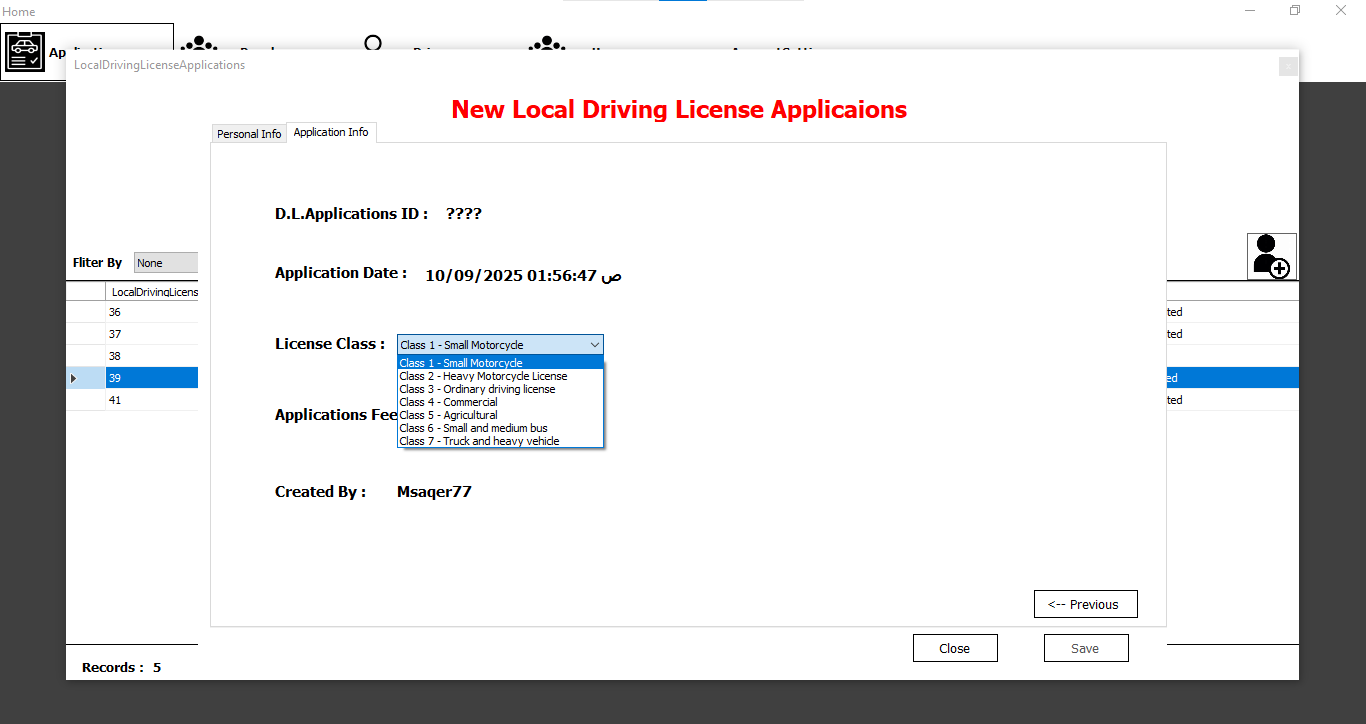 Home
LocalDrivingLicenseApplications
New Local Driving License Applicaions
Personal Info
Application Info
D.L.Applications ID : ????
Fliter By None
Application Date : 10/09/2025 01:56:47 ص
LocalDrivingLicens
36 ted
37 ted
License Class : Class 1 - Small Motorcycle
38
Class 1 - Small Motorcycle
Class 2 - Heavy Motorcycle License
39 ed
Class 3 - Ordinary driving license
Class 4 - Commercial
41 ted
Applications Fee
Class 5 - Agricultural
Class 6 - Small and medium bus
Class 7 - Truck and heavy vehicle
Created By : Msaqer77
<-- Previous
Close
Save
Records : 5